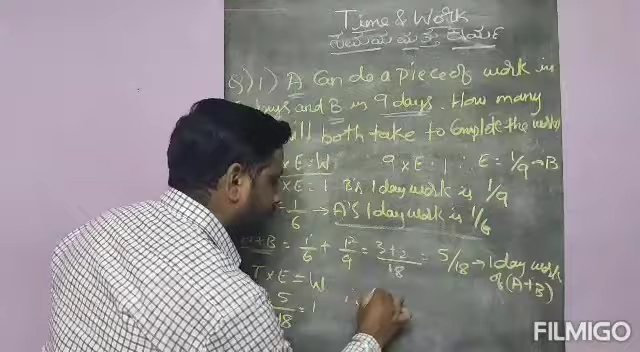 Time & Work
ಸಮಯ ಮತ್ತು ಕಾರ್ಯ
Q) 1) A Can do a piece of work in
days and B in 9 days. How many
will both take to Complete the work
x E = W ∴ 9 x E = 1 ∴ E = 1/9 → B
x E = 1 B's 1 day work is 1/9
= 1/6 → A's 1 day work is 1/6
A+B = 1/6 + 1/9 = 3+2/18 = 5/18 → 1 day work of (A+B)
T x E = W
5/18 = 1 ∴
FILMIGO